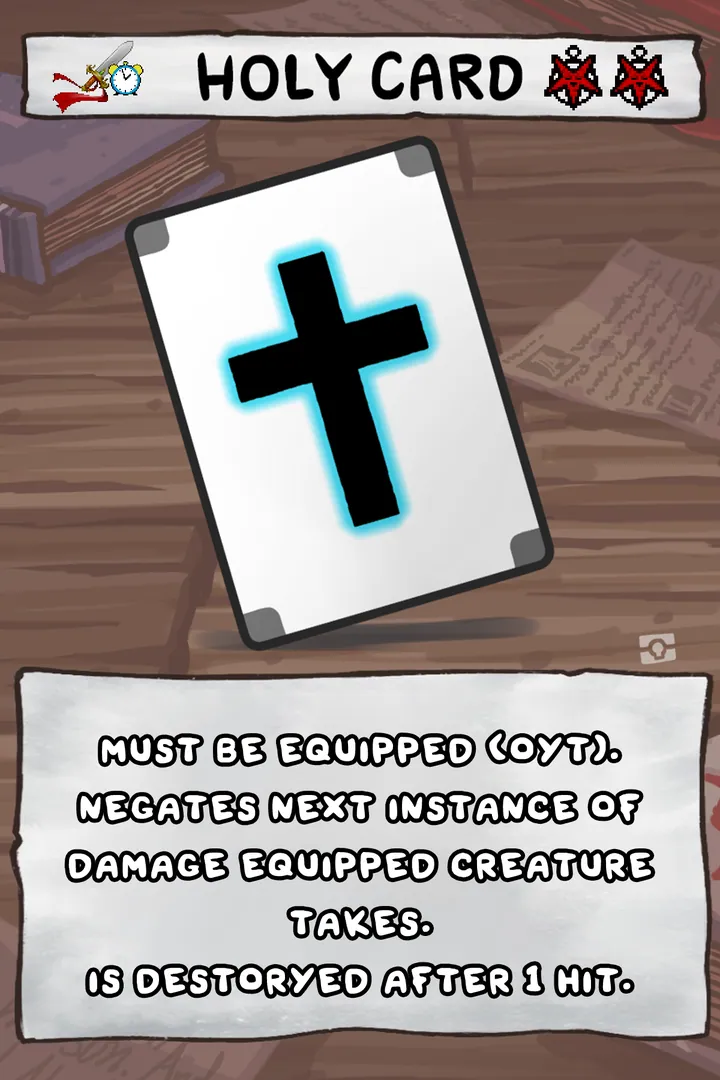 HOLY CARD
MUST BE EQUIPPED (OYT).
NEGATES NEXT INSTANCE OF
DAMAGE EQUIPPED CREATURE
TAKES.
IS DESTORYED AFTER 1 HIT.